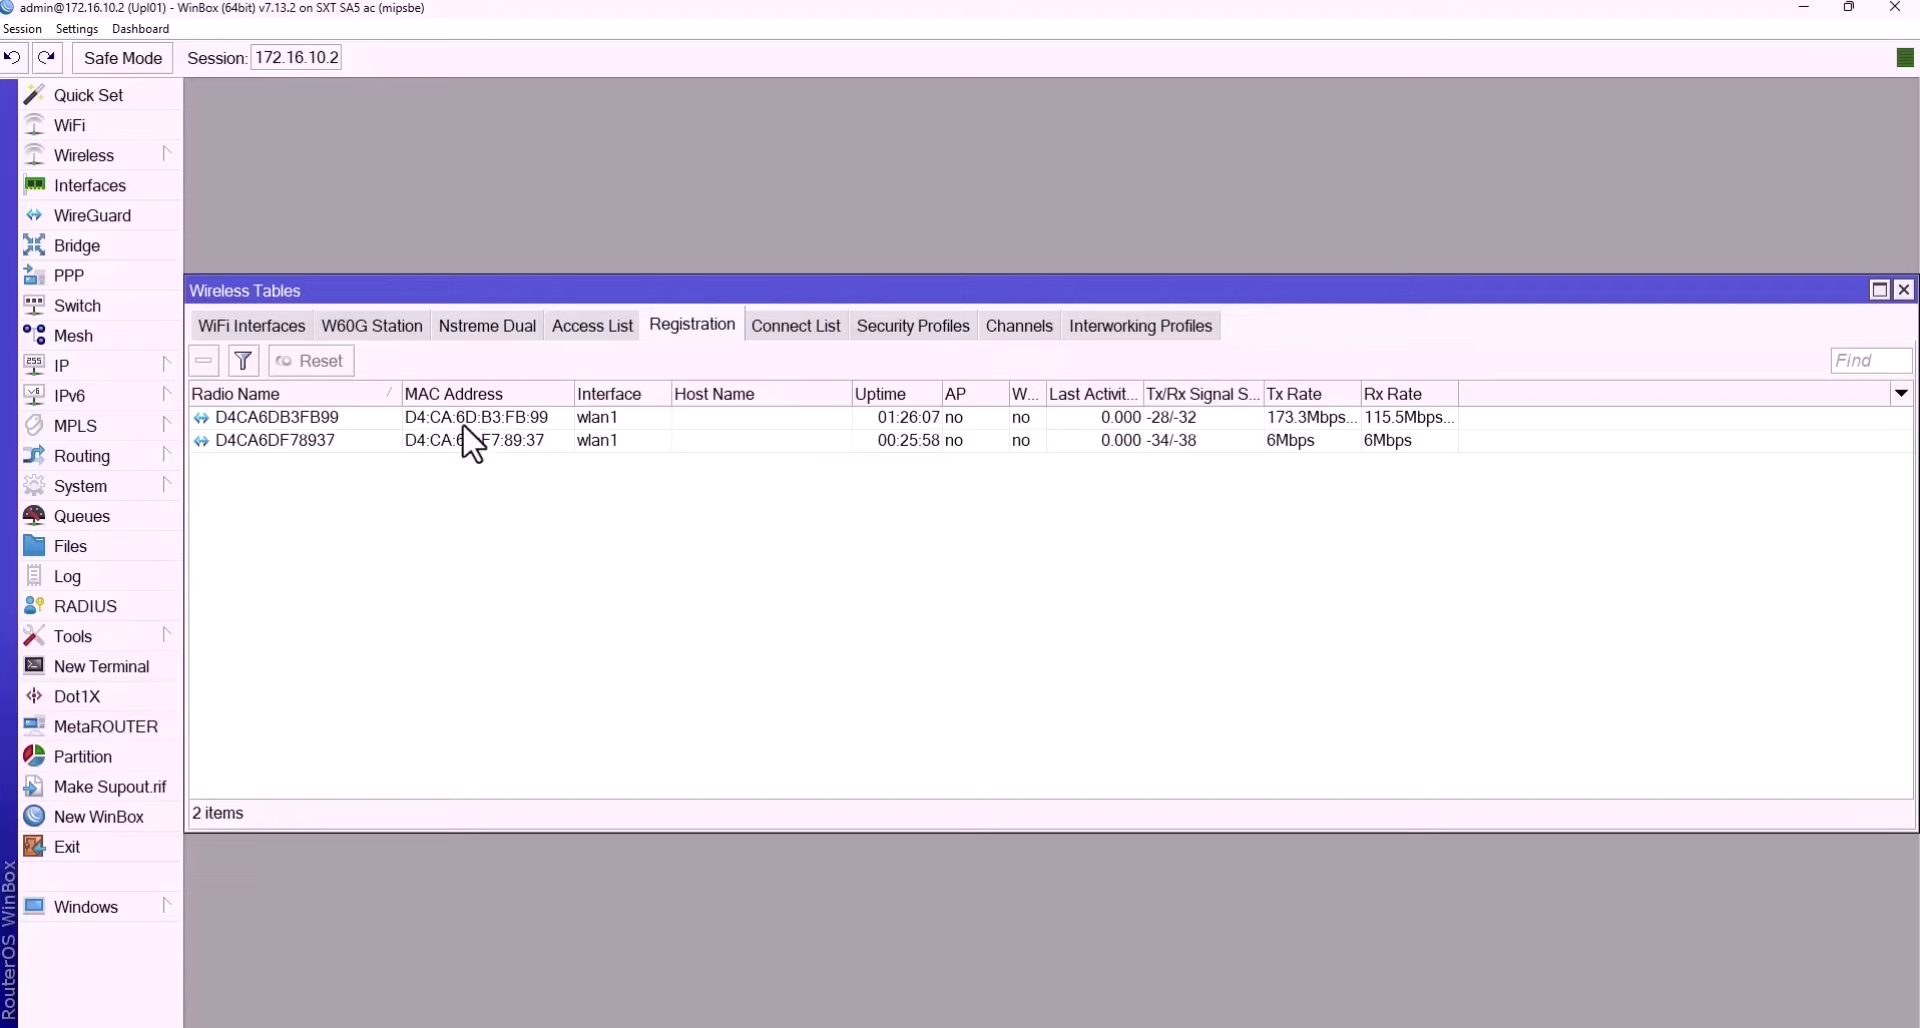 admin@172.16.10.2 (Upl01) - WinBox (64bit) v7.13.2 on SXT SA5 ac (mipsbe)
Session Settings Dashboard
Safe Mode Session: 172.16.10.2
Quick Set
WiFi
Wireless
Interfaces
WireGuard
Bridge
PPP
Switch
Mesh
IP
IPv6
MPLS
Routing
System
Queues
Files
Log
RADIUS
Tools
New Terminal
Dot1X
MetaROUTER
Partition
Make Supout.rif
New WinBox
Exit
Windows
RouterOS WinBox
Wireless Tables
WiFi Interfaces W60G Station Nstreme Dual Access List Registration Connect List Security Profiles Channels Interworking Profiles
Reset Find
Radio Name MAC Address Interface Host Name Uptime AP W... Last Activit... Tx/Rx Signal S... Tx Rate Rx Rate
D4CA6DB3FB99 D4:CA:6D:B3:FB:99 wlan1 01:26:07 no no 0.000 -28/-32 173.3Mbps... 115.5Mbps...
D4CA6DF78937 wlan1 00:25:58 no no 0.000 -34/-38 6Mbps 6Mbps
2 items